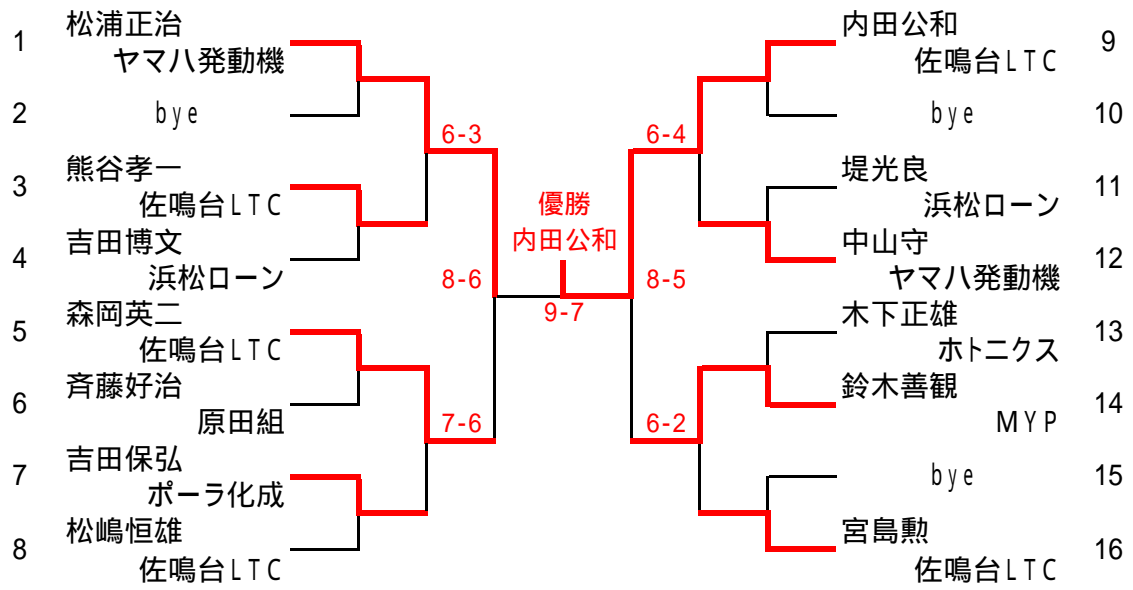 1
松浦正治
ヤマハ発動機
2
bye
3
熊谷孝一
佐鳴台LTC
4
吉田博文
浜松ローン
5
森岡英二
佐鳴台LTC
6
斉藤好治
原田組
7
吉田保弘
ポーラ化成
8
松嶋恒雄
佐鳴台LTC
6-3
8-6
7-6
優勝
内田公和
9-7
6-4
8-5
6-2
内田公和
佐鳴台LTC
9
bye
10
堤光良
浜松ローン
11
中山守
ヤマハ発動機
12
木下正雄
ホトニクス
13
鈴木善観
MYP
14
bye
15
宮島勲
佐鳴台LTC
16